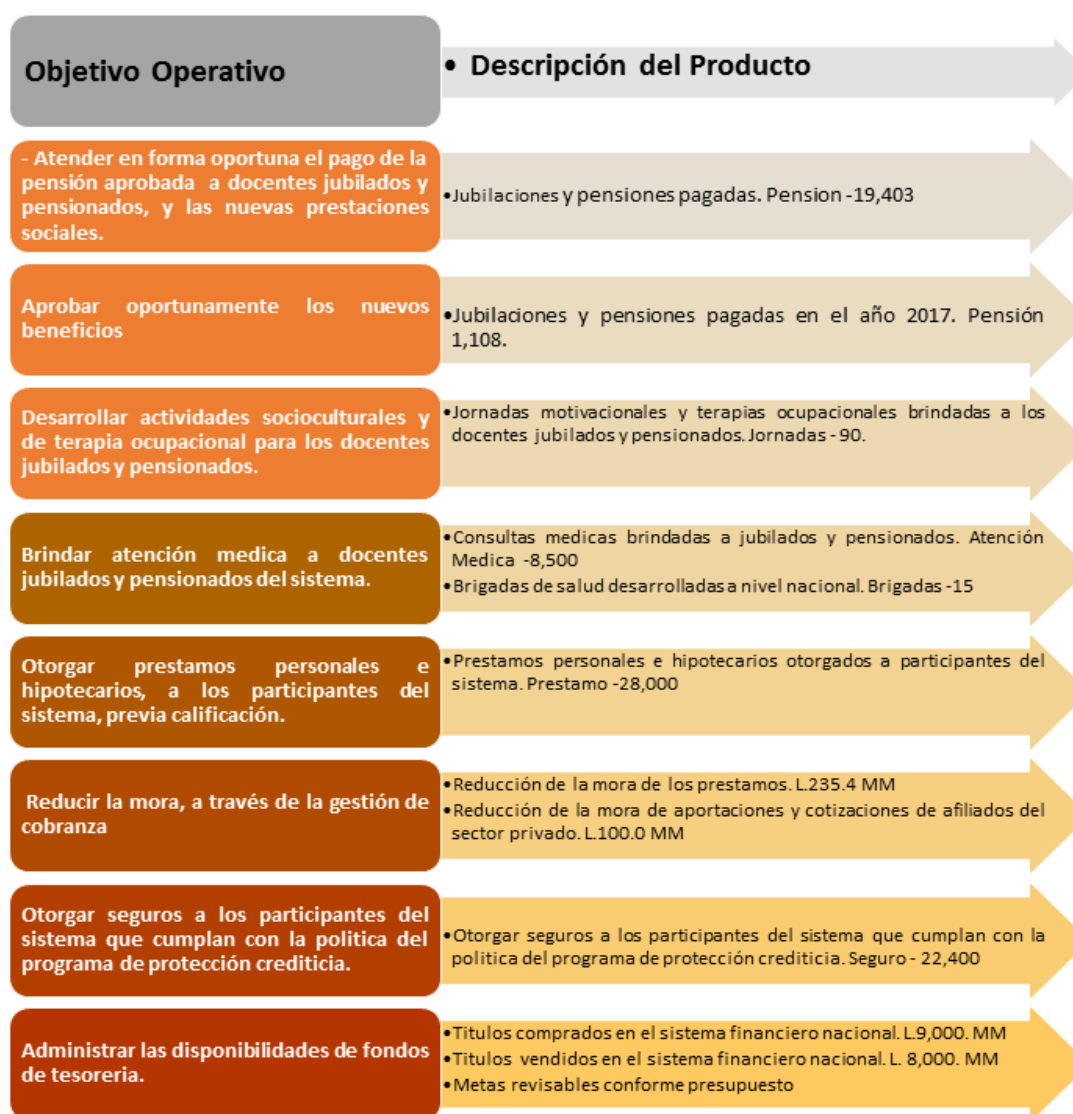 Objetivo Operativo
• Descripción del Producto
- Atender en forma oportuna el pago de la
pensión aprobada a docentes jubilados y
pensionados, y las nuevas prestaciones
sociales.
•Jubilaciones y pensiones pagadas. Pension -19,403
Aprobar oportunamente los nuevos
beneficios
•Jubilaciones y pensiones pagadas en el año 2017. Pensión
1,108.
Desarrollar actividades socioculturales y
de terapia ocupacional para los docentes
jubilados y pensionados.
•Jornadas motivacionales y terapias ocupacionales brindadas a los
docentes jubilados y pensionados. Jornadas - 90.
Brindar atención medica a docentes
jubilados y pensionados del sistema.
•Consultas medicas brindadas a jubilados y pensionados. Atención
Medica -8,500
•Brigadas de salud desarrolladas a nivel nacional. Brigadas -15
Otorgar prestamos personales e
hipotecarios, a los participantes del
sistema, previa calificación.
•Prestamos personales e hipotecarios otorgados a participantes del
sistema. Prestamo -28,000
Reducir la mora, a través de la gestión de
cobranza
•Reducción de la mora de los prestamos. L.235.4 MM
•Reducción de la mora de aportaciones y cotizaciones de afiliados del
sector privado. L.100.0 MM
Otorgar seguros a los participantes del
sistema que cumplan con la politica del
programa de protección crediticia.
•Otorgar seguros a los participantes del sistema que cumplan con la
politica del programa de protección crediticia. Seguro - 22,400
Administrar las disponibilidades de fondos
de tesoreria.
•Titulos comprados en el sistema financiero nacional. L.9,000. MM
•Titulos vendidos en el sistema financiero nacional. L. 8,000. MM
•Metas revisables conforme presupuesto